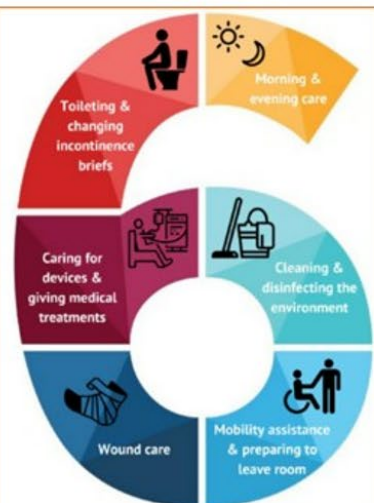 Morning &
evening care
Toileting &
changing
incontinence
briefs
Caring for
devices &
giving medical
treatments
Cleaning &
disinfecting the
environment
Wound care
Mobility assistance
& preparing to
leave room